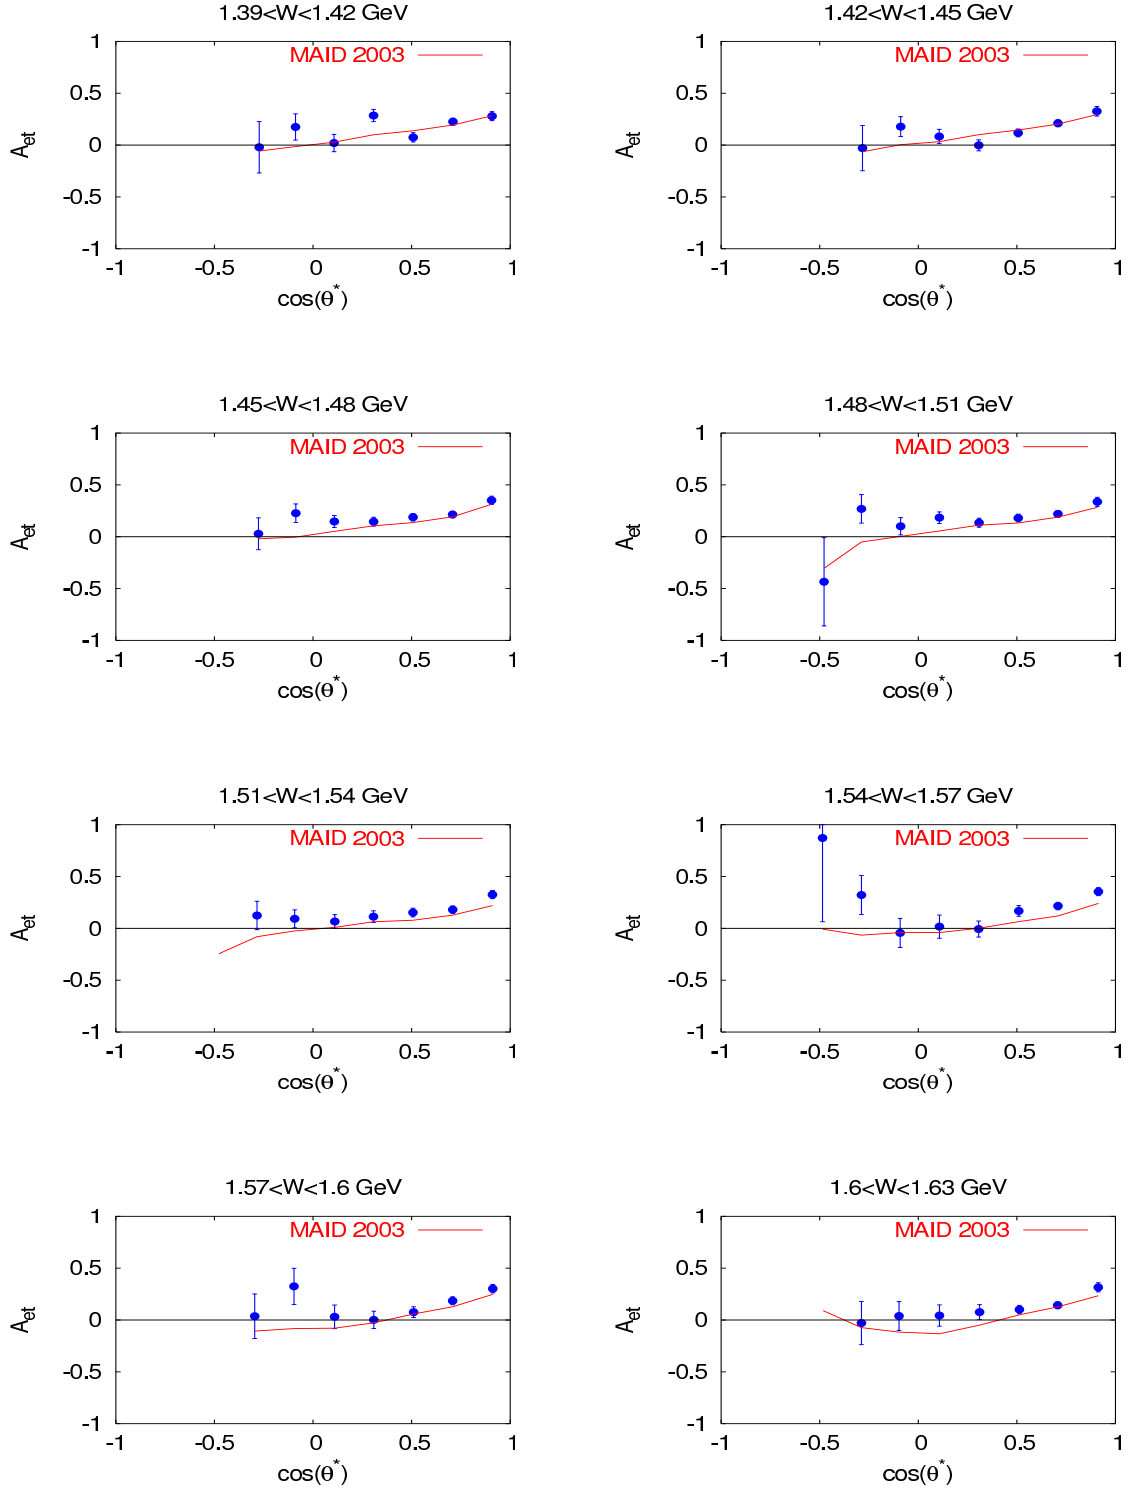 1.39<W<1.42 GeV
MAID 2003
1
0.5
0
-0.5
-1
A_et
-1 -0.5 0 0.5 1
cos(θ*)
1.42<W<1.45 GeV
MAID 2003
1
0.5
0
-0.5
-1
A_et
-1 -0.5 0 0.5 1
cos(θ*)
1.45<W<1.48 GeV
MAID 2003
1
0.5
0
-0.5
-1
A_et
-1 -0.5 0 0.5 1
cos(θ*)
1.48<W<1.51 GeV
MAID 2003
1
0.5
0
-0.5
-1
A_et
-1 -0.5 0 0.5 1
cos(θ*)
1.51<W<1.54 GeV
MAID 2003
1
0.5
0
-0.5
-1
A_et
-1 -0.5 0 0.5 1
cos(θ*)
1.54<W<1.57 GeV
MAID 2003
1
0.5
0
-0.5
-1
A_et
-1 -0.5 0 0.5 1
cos(θ*)
1.57<W<1.6 GeV
MAID 2003
1
0.5
0
-0.5
-1
A_et
-1 -0.5 0 0.5 1
cos(θ*)
1.6<W<1.63 GeV
MAID 2003
1
0.5
0
-0.5
-1
A_et
-1 -0.5 0 0.5 1
cos(θ*)